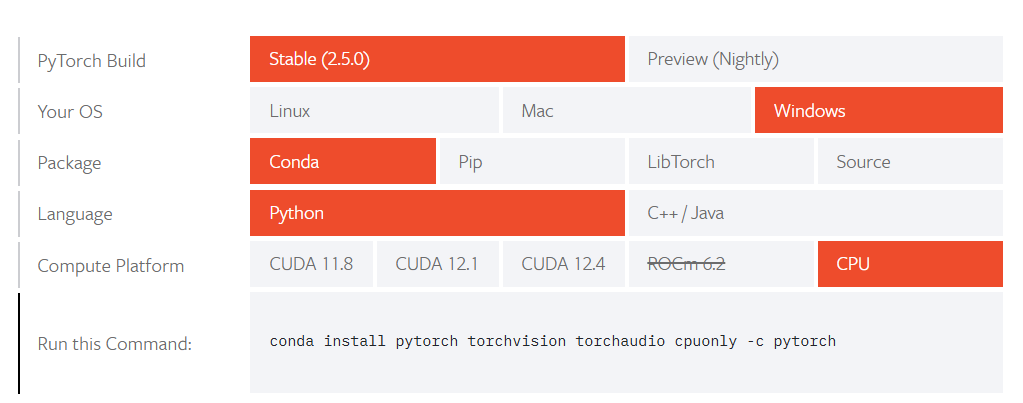 PyTorch Build Stable (2.5.0) Preview (Nightly)
Your OS Linux Mac Windows
Package Conda Pip LibTorch Source
Language Python C++ / Java
Compute Platform CUDA 11.8 CUDA 12.1 CUDA 12.4 ROCm 6.2 CPU
Run this Command: conda install pytorch torchvision torchaudio cpuonly -c pytorch